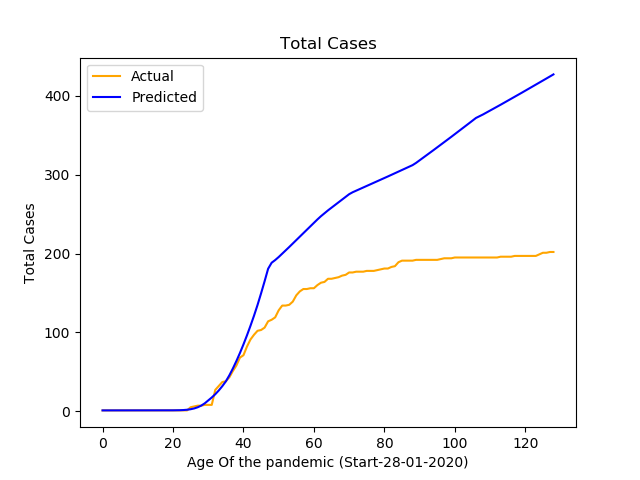 Total Cases
Actual
Predicted
400
300
200
100
0
Total Cases
0 20 40 60 80 100 120
Age Of the pandemic (Start-28-01-2020)